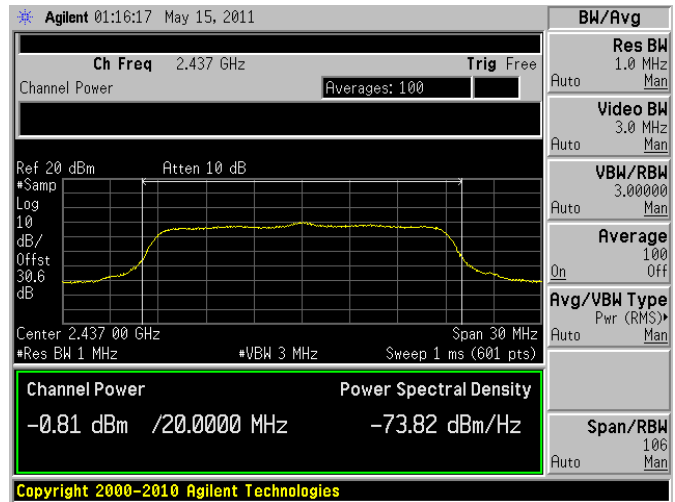 Agilent 01:16:17 May 15, 2011
BW/Avg
Ch Freq 2.437 GHz Trig Free
Channel Power Averages: 100
Ref 20 dBm Atten 10 dB
#Samp
Log
10
dB/
Offst
30.6
dB
Center 2.437 00 GHz Span 30 MHz
#Res BW 1 MHz #VBW 3 MHz Sweep 1 ms (601 pts)
Channel Power Power Spectral Density
-0.81 dBm /20.0000 MHz -73.82 dBm/Hz
Res BW
1.0 MHz
Auto Man
Video BW
3.0 MHz
Auto Man
VBW/RBW
3.00000
Auto Man
Average
100
On Off
Avg/VBW Type
Pwr (RMS)▸
Auto Man
Span/RBW
106
Auto Man
Copyright 2000-2010 Agilent Technologies